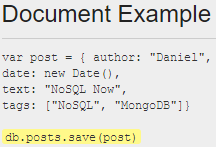 Document Example
var post = { author: "Daniel",
date: new Date(),
text: "NoSQL Now",
tags: ["NoSQL", "MongoDB"]}
db.posts.save(post)